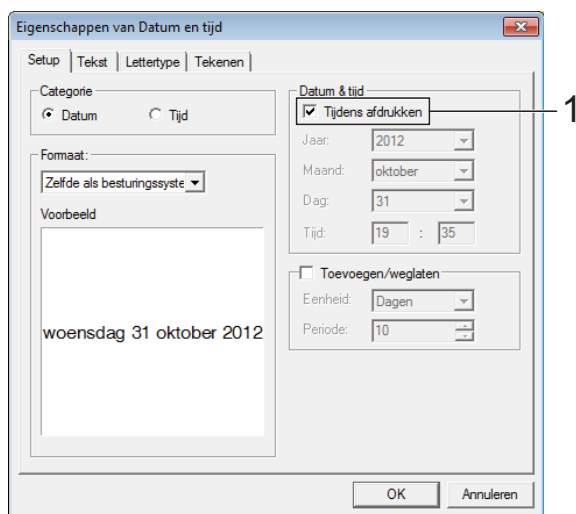 Eigenschappen van Datum en tijd
Setup
Tekst
Lettertype
Tekenen
Categorie
Datum
Tijd
Formaat:
Zelfde als besturingssyste
Voorbeeld
woensdag 31 oktober 2012
Datum & tijd
Tijdens afdrukken
1
Jaar: 2012
Maand: oktober
Dag: 31
Tijd: 19 : 35
Toevoegen/weglaten
Eenheid: Dagen
Periode: 10
OK
Annuleren